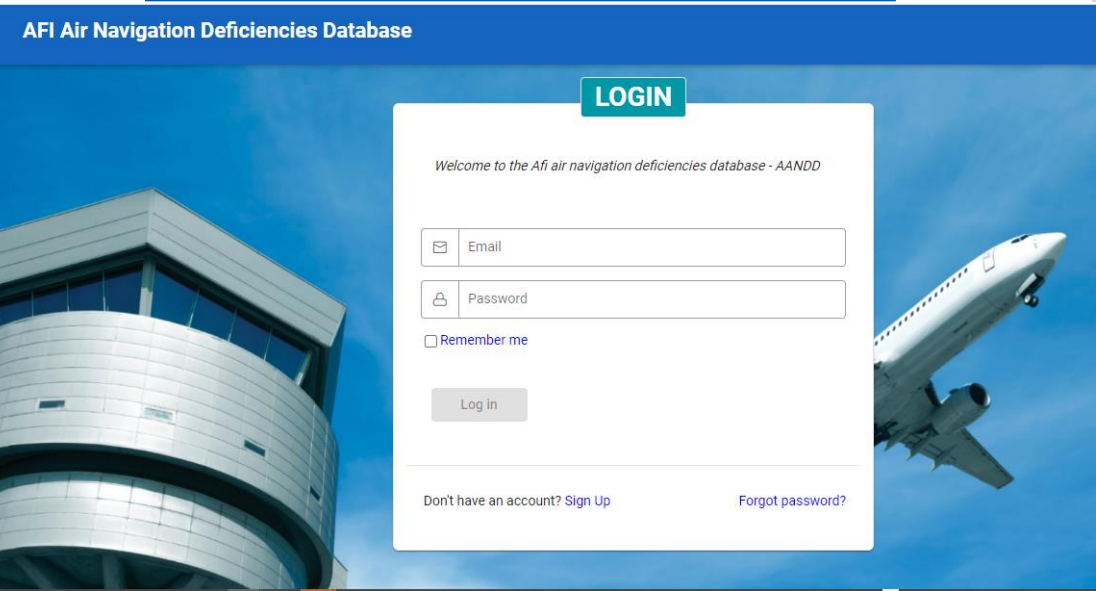 AFI Air Navigation Deficiencies Database
LOGIN
Welcome to the Afi air navigation deficiencies database - AANDD
Email
Password
Remember me
Log in
Don't have an account? Sign Up
Forgot password?